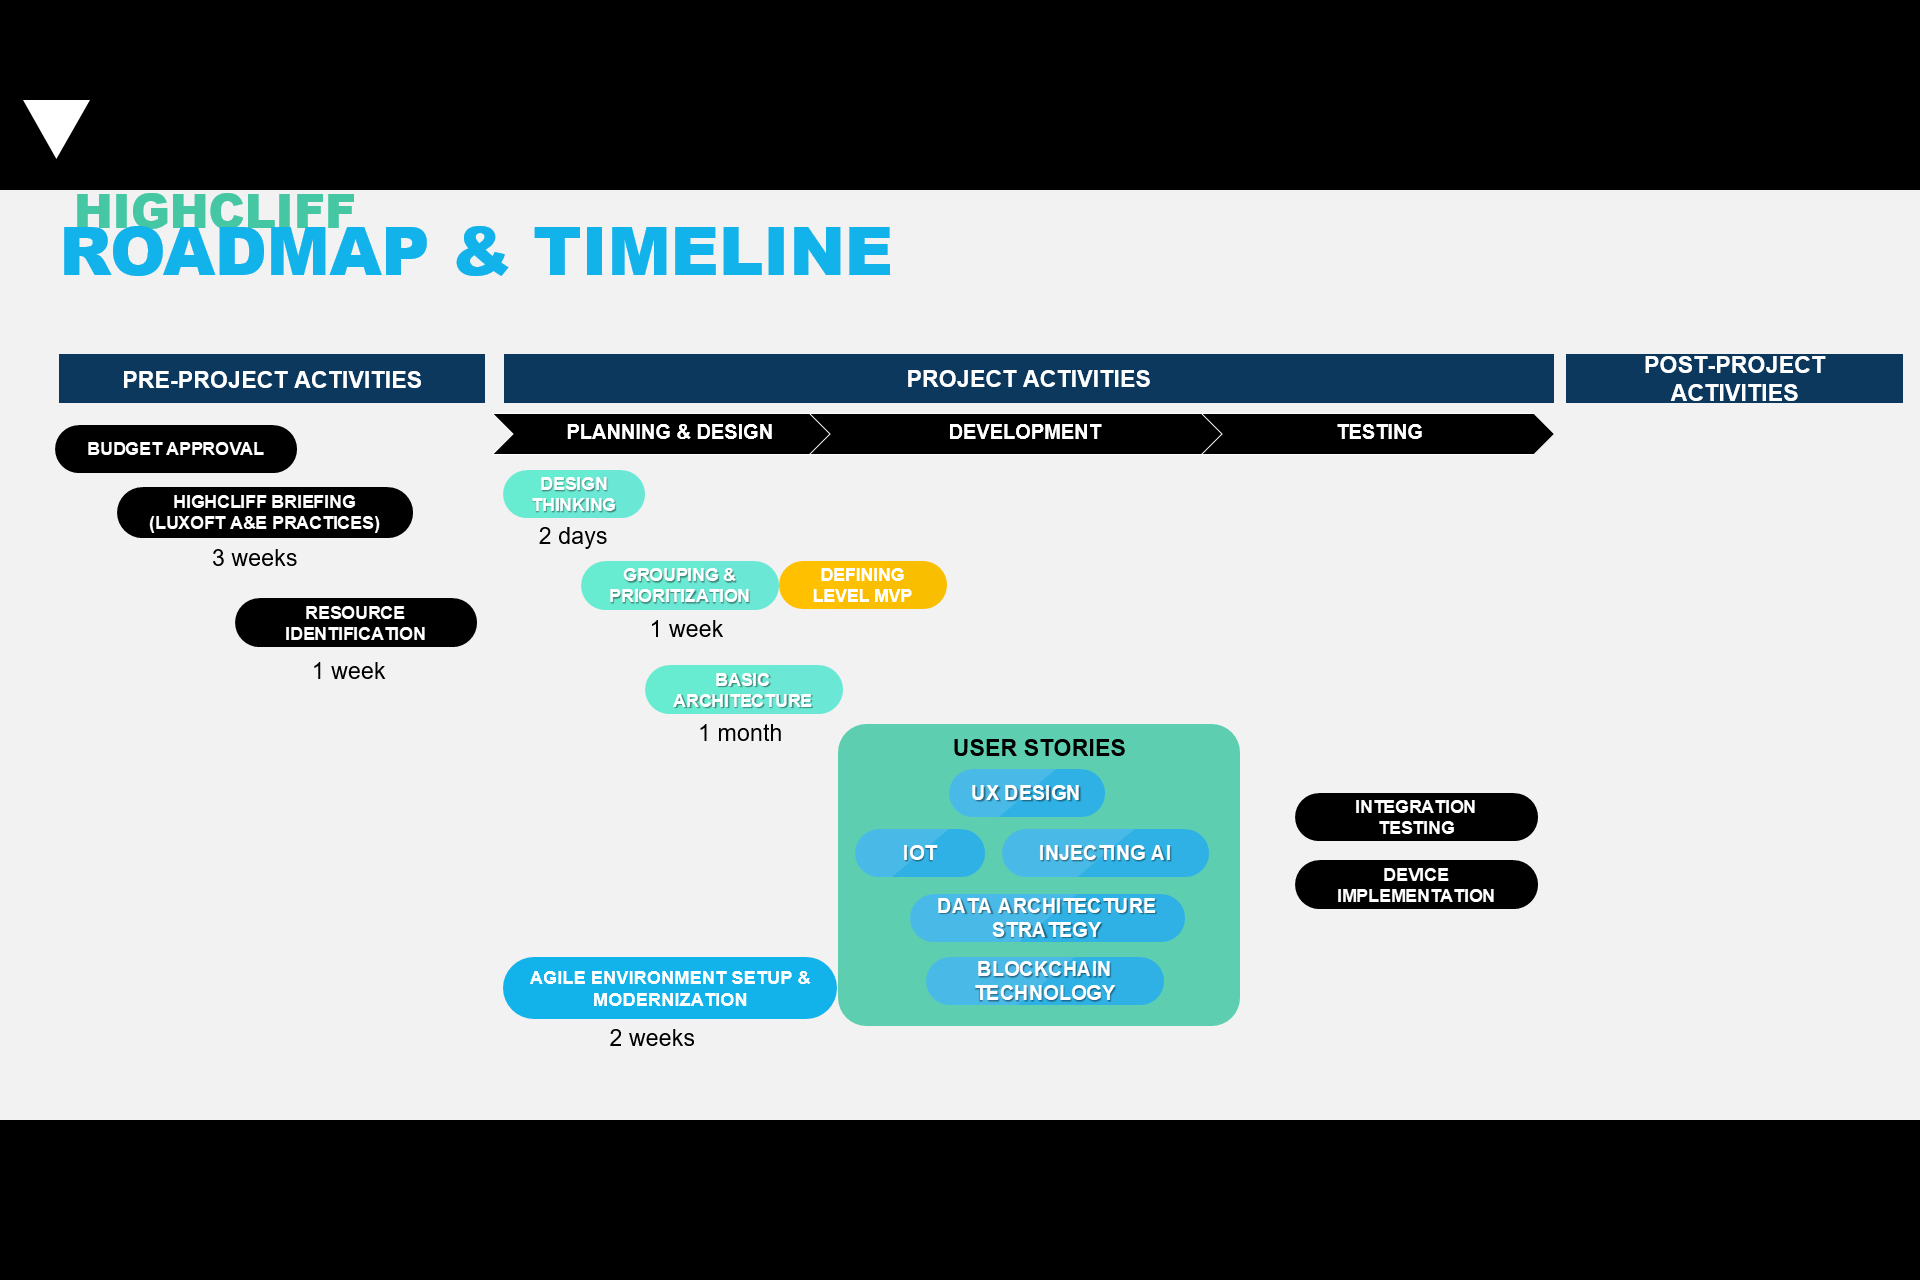 HIGHCLIFF
ROADMAP & TIMELINE
PRE-PROJECT ACTIVITIES
PROJECT ACTIVITIES
POST-PROJECT
ACTIVITIES
PLANNING & DESIGN
DEVELOPMENT
TESTING
BUDGET APPROVAL
HIGHCLIFF BRIEFING
(LUXOFT A&E PRACTICES)
3 weeks
RESOURCE
IDENTIFICATION
1 week
DESIGN
THINKING
2 days
GROUPING &
PRIORITIZATION
1 week
DEFINING
LEVEL MVP
BASIC
ARCHITECTURE
1 month
USER STORIES
UX DESIGN
IOT
INJECTING AI
DATA ARCHITECTURE
STRATEGY
BLOCKCHAIN
TECHNOLOGY
AGILE ENVIRONMENT SETUP &
MODERNIZATION
2 weeks
INTEGRATION
TESTING
DEVICE
IMPLEMENTATION